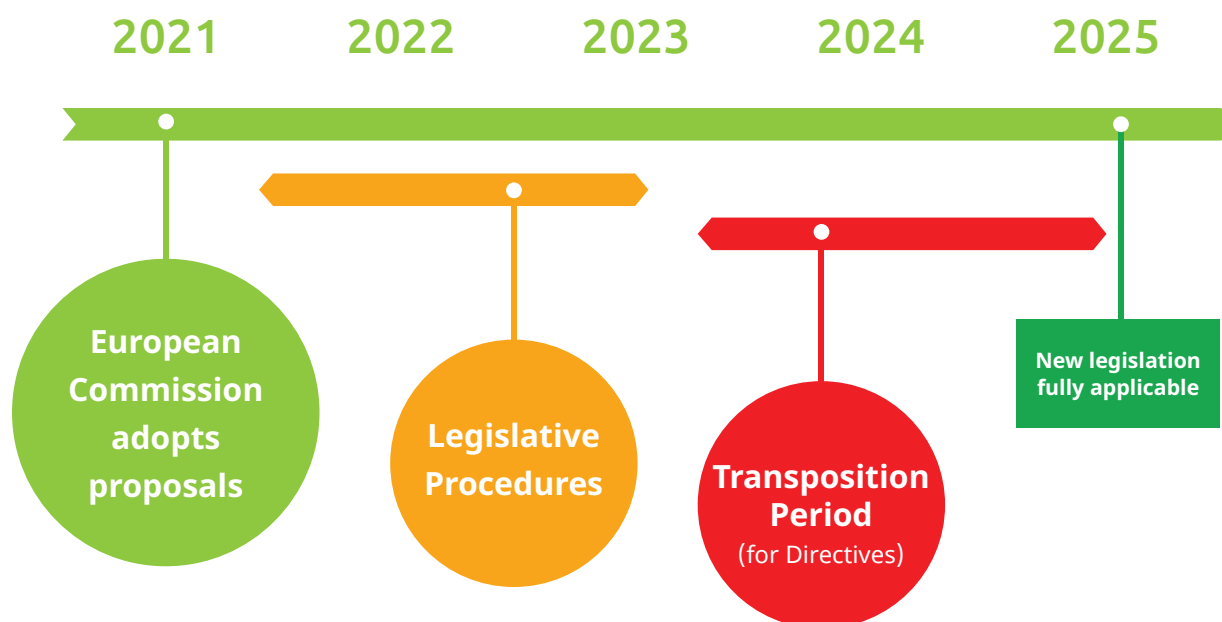 2021 2022 2023 2024 2025
European
Commission
adopts
proposals
Legislative
Procedures
Transposition
Period
(for Directives)
New legislation
fully applicable